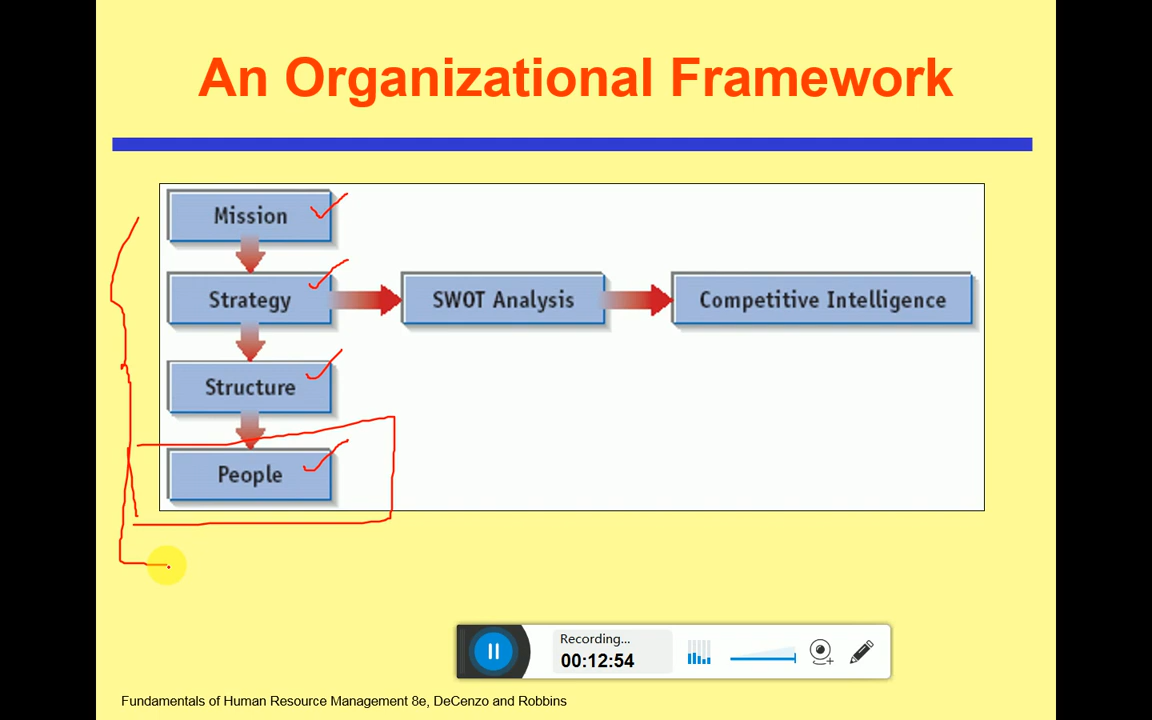 An Organizational Framework
Mission
Strategy
SWOT Analysis
Competitive Intelligence
Structure
People
Recording...
00:12:54
Fundamentals of Human Resource Management 8e, DeCenzo and Robbins